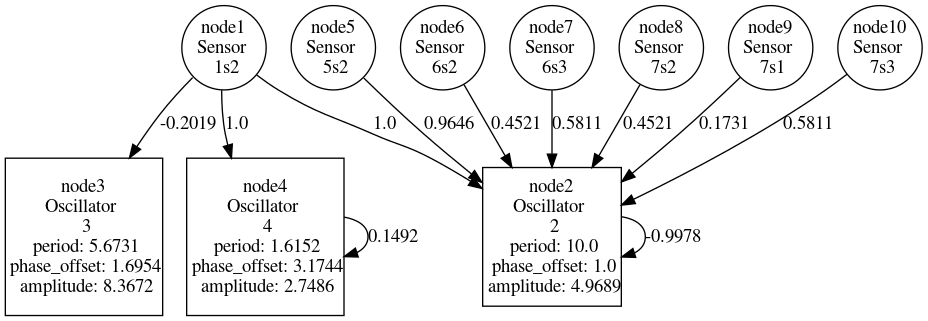 node1
Sensor
1s2
node5
Sensor
5s2
node6
Sensor
6s2
node7
Sensor
6s3
node8
Sensor
7s2
node9
Sensor
7s1
node10
Sensor
7s3
-0.2019
1.0
1.0
0.9646
0.4521
0.5811
0.4521
0.1731
0.5811
node3
Oscillator
3
period: 5.6731
phase_offset: 1.6954
amplitude: 8.3672
node4
Oscillator
4
period: 1.6152
phase_offset: 3.1744
amplitude: 2.7486
0.1492
node2
Oscillator
2
period: 10.0
phase_offset: 1.0
amplitude: 4.9689
-0.9978